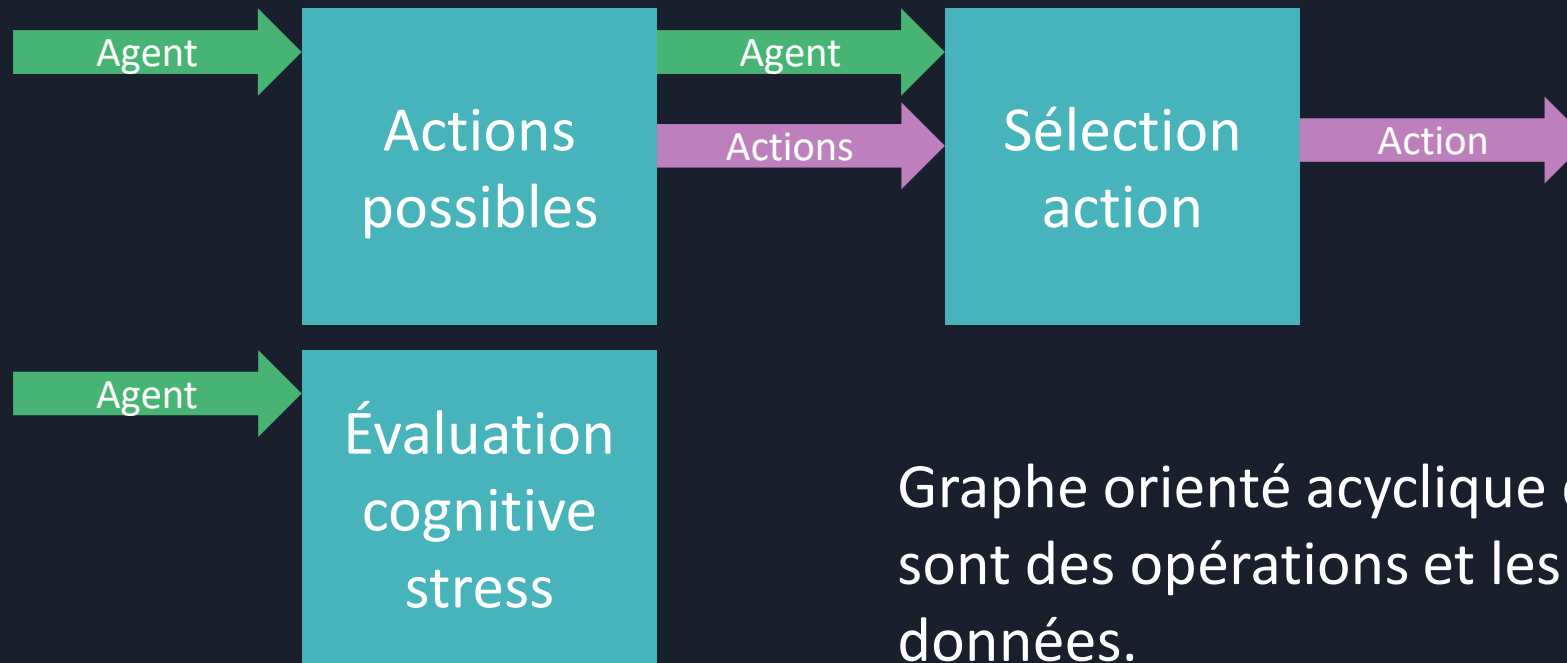 Agent
Actions
possibles
Agent
Actions
Sélection
action
Action
Agent
Évaluation
cognitive
stress
Graphe orienté acyclique
sont des opérations et les
données.